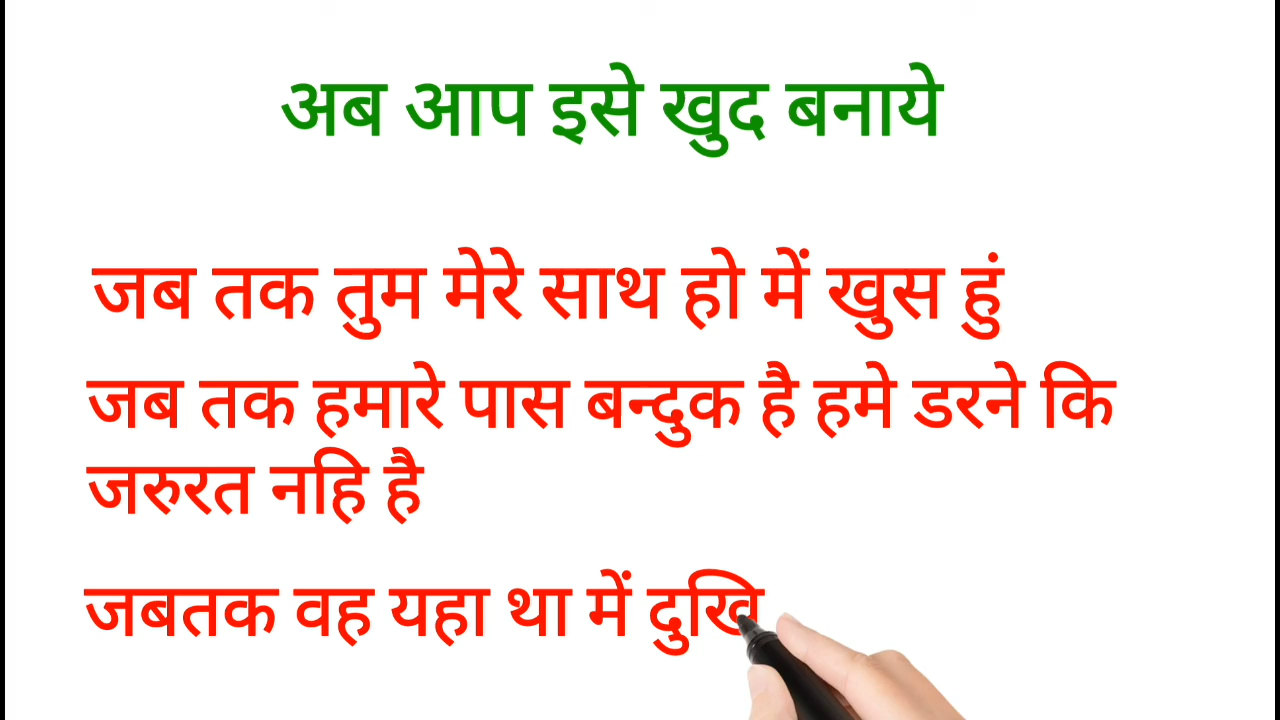 अब आप इसे खुद बनाये
जब तक तुम मेरे साथ हो में खुस हुं
जब तक हमारे पास बन्दुक है हमे डरने कि
जरुरत नहि है
जबतक वह यहा था में दुखि